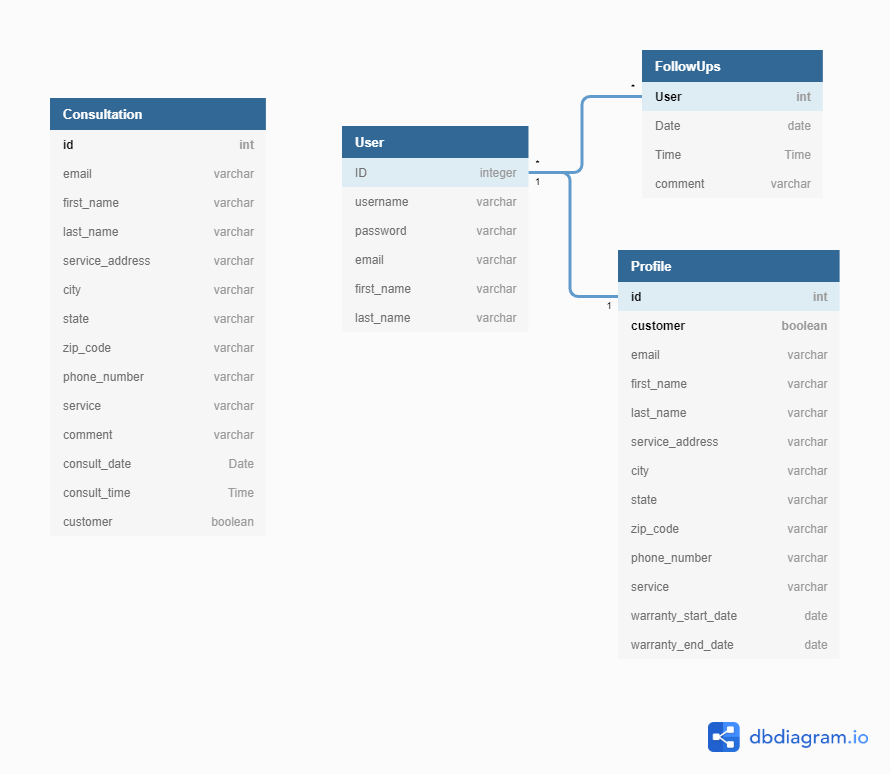 Consultation
id int
email varchar
first_name varchar
last_name varchar
service_address varchar
city varchar
state varchar
zip_code varchar
phone_number varchar
service varchar
comment varchar
consult_date Date
consult_time Time
customer boolean
User
ID integer
username varchar
password varchar
email varchar
first_name varchar
last_name varchar
*
1
*
1
FollowUps
User int
Date date
Time Time
comment varchar
Profile
id int
customer boolean
email varchar
first_name varchar
last_name varchar
service_address varchar
city varchar
state varchar
zip_code varchar
phone_number varchar
service varchar
warranty_start_date date
warranty_end_date date
dbdiagram.io